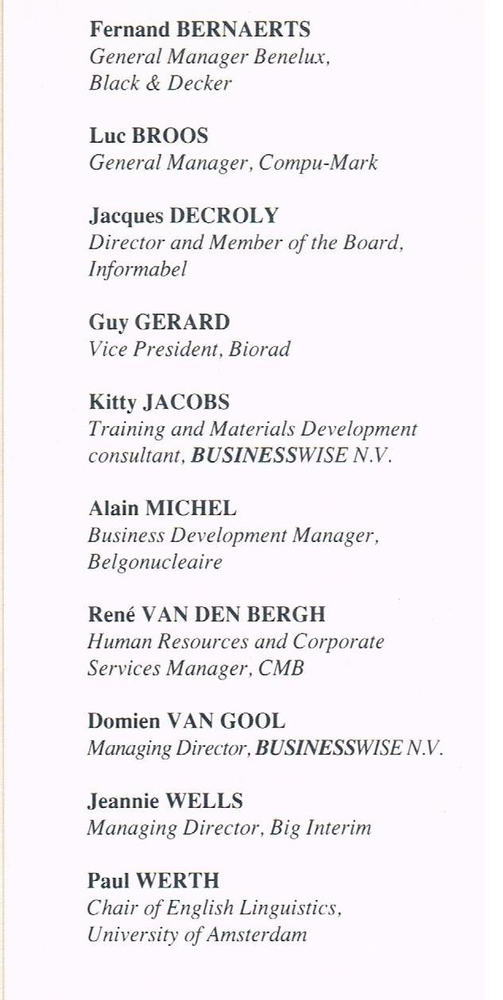 Fernand BERNAERTS
General Manager Benelux,
Black & Decker
Luc BROOS
General Manager, Compu-Mark
Jacques DECROLY
Director and Member of the Board,
Informabel
Guy GERARD
Vice President, Biorad
Kitty JACOBS
Training and Materials Development
consultant, BUSINESSWISE N.V.
Alain MICHEL
Business Development Manager,
Belgonucleaire
René VAN DEN BERGH
Human Resources and Corporate
Services Manager, CMB
Domien VAN GOOL
Managing Director, BUSINESSWISE N.V.
Jeannie WELLS
Managing Director, Big Interim
Paul WERTH
Chair of English Linguistics,
University of Amsterdam